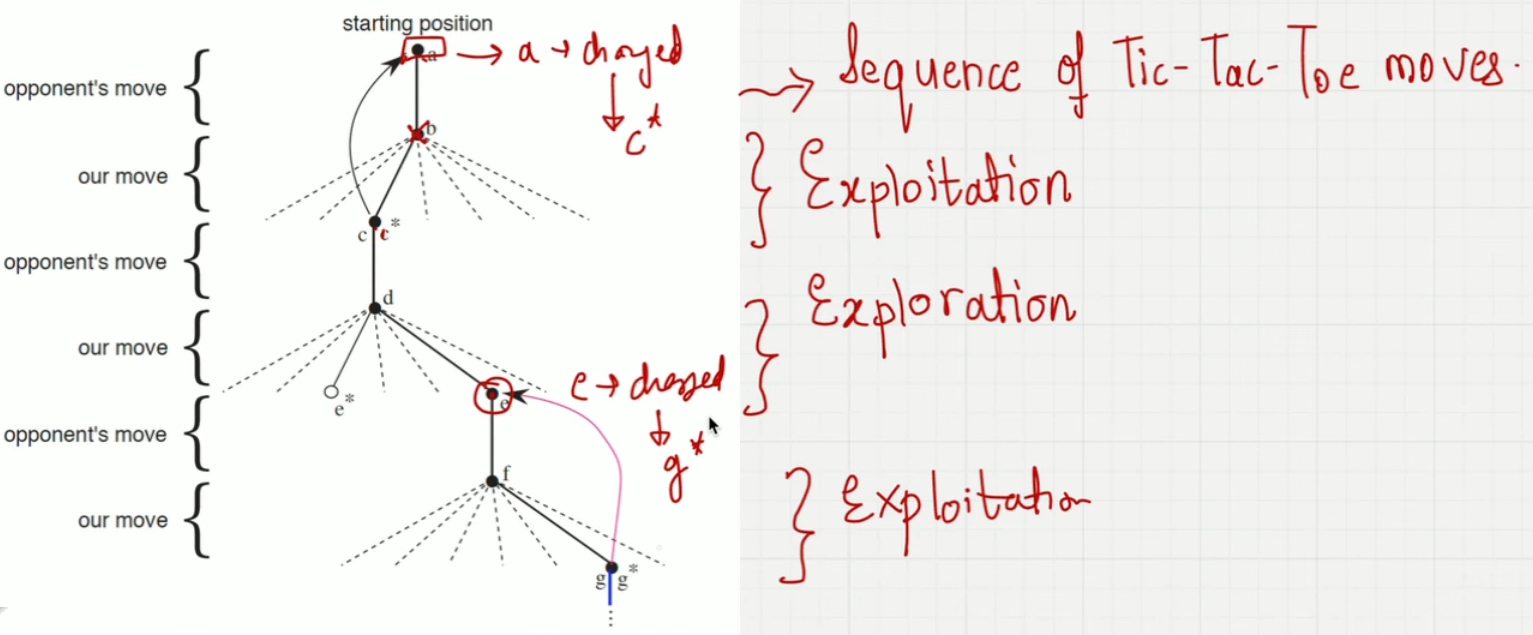 starting position
a → a → changed
↓
c*
opponent's move
b
our move
c c*
opponent's move
d
our move
e*
e
e → changed
↓
g*
opponent's move
f
our move
g g*
→ Sequence of Tic-Tac-Toe moves.
} Exploitation
} Exploration
} Exploitation